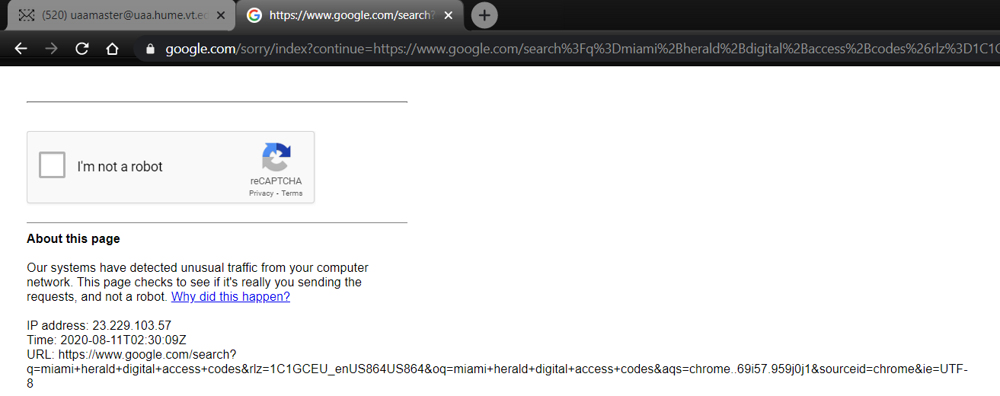 (520) uaamaster@uaa.hume.vt.ed
https://www.google.com/search?
google.com/sorry/index?continue=https://www.google.com/search%3Fq%3Dmiami%2Bherald%2Bdigital%2Baccess%2Bcodes%26rlz%3D1C1G
I'm not a robot
reCAPTCHA
Privacy - Terms
About this page
Our systems have detected unusual traffic from your computer
network. This page checks to see if it's really you sending the
requests, and not a robot. Why did this happen?
IP address: 23.229.103.57
Time: 2020-08-11T02:30:09Z
URL: https://www.google.com/search?
q=miami+herald+digital+access+codes&rlz=1C1GCEU_enUS864US864&oq=miami+herald+digital+access+codes&aqs=chrome..69i57.959j0j1&sourceid=chrome&ie=UTF-
8